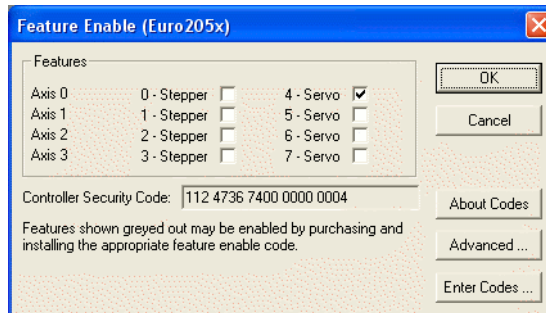 Feature Enable (Euro205x)
Features
Axis 0 0 - Stepper 4 - Servo
Axis 1 1 - Stepper 5 - Servo
Axis 2 2 - Stepper 6 - Servo
Axis 3 3 - Stepper 7 - Servo
Controller Security Code: 112 4736 7400 0000 0004
Features shown greyed out may be enabled by purchasing and
installing the appropriate feature enable code.
OK
Cancel
About Codes
Advanced ...
Enter Codes ...